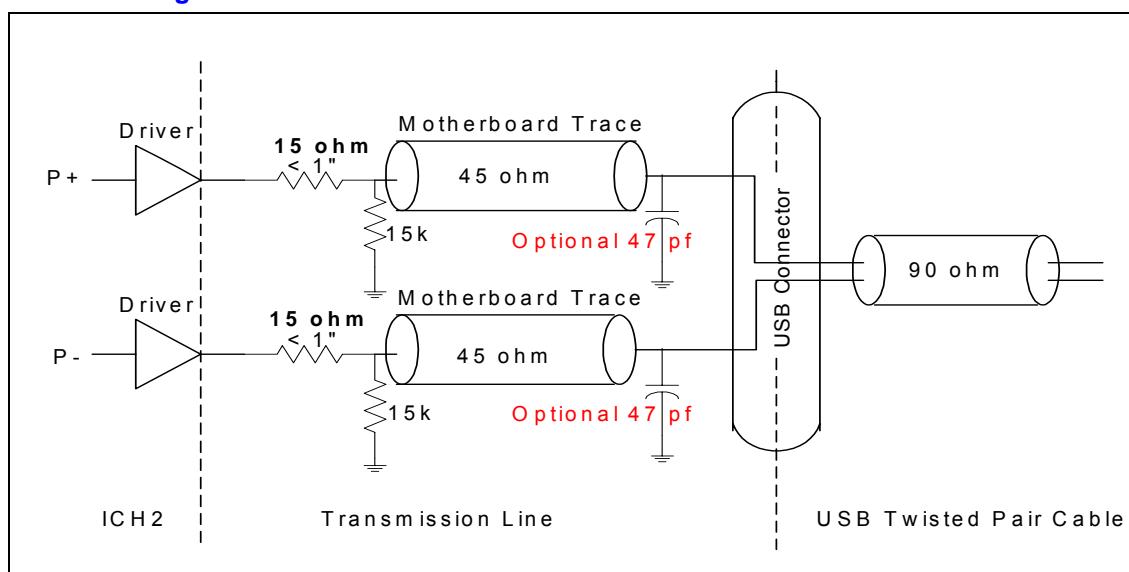 Driver
Motherboard Trace
15 ohm
< 1"
P+
45 ohm
15k
Optional 47 pf
USB Connector
90 ohm
Driver
Motherboard Trace
15 ohm
< 1"
P-
45 ohm
15k
Optional 47 pf
ICH2
Transmission Line
USB Twisted Pair Cable